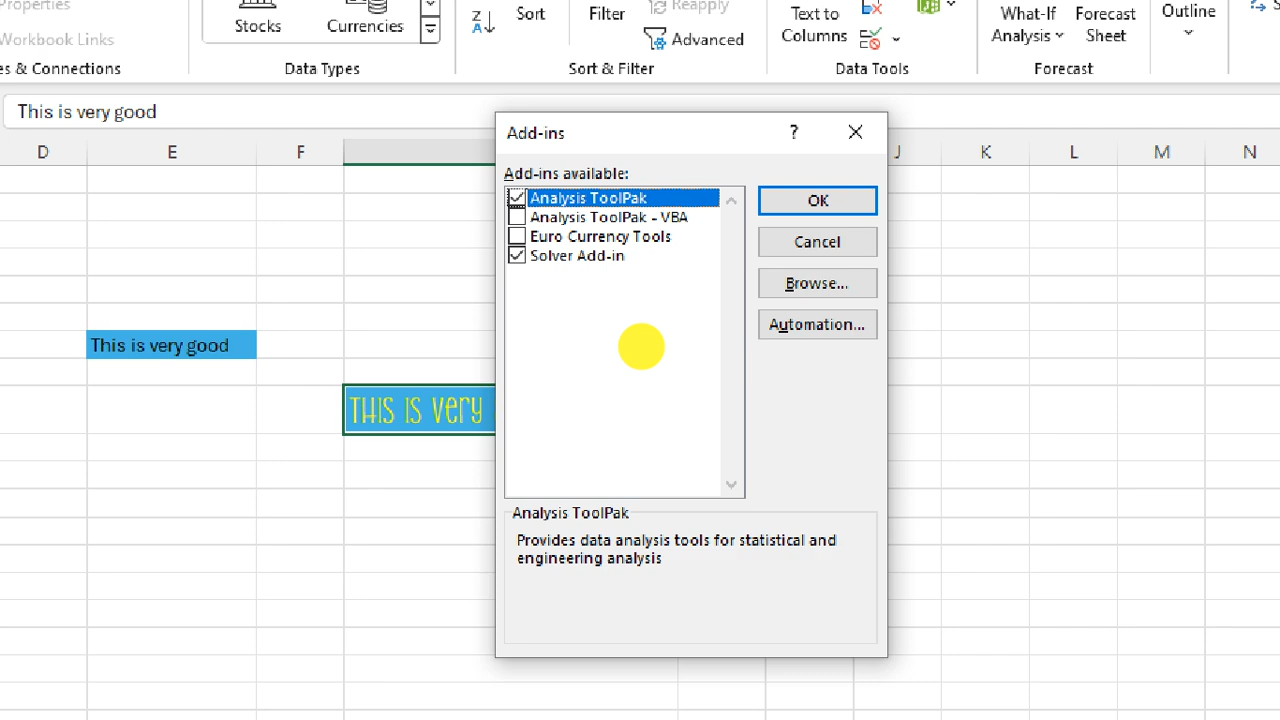 Properties
Workbook Links
es & Connections
Stocks
Currencies
Data Types
Z
A
Sort
Filter
Reapply
Advanced
Sort & Filter
Text to
Columns
Data Tools
What-If
Analysis
Forecast
Sheet
Forecast
Outline
This is very good
D E F J K L M N
This is very good
This is very
Add-ins ?
Add-ins available:
Analysis ToolPak
Analysis ToolPak - VBA
Euro Currency Tools
Solver Add-in
OK
Cancel
Browse...
Automation...
Analysis ToolPak
Provides data analysis tools for statistical and
engineering analysis